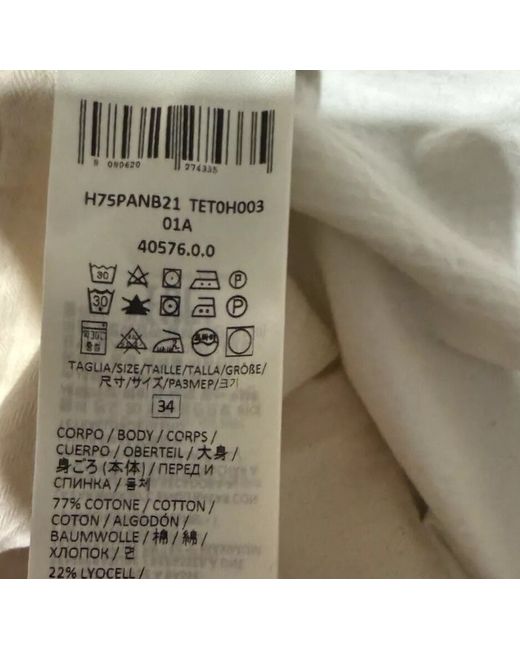 8 050620 274335
H75PANB21 TET0H003
01A
40576.0.0
30 P
30 P
TAGLIA/SIZE/TAILLE/TALLA/GRÖßE/
尺寸/サイズ/РАЗМЕР/크기
34
CORPO / BODY / CORPS /
CUERPO / OBERTEIL / 大身 /
身ごろ (本体) / ПЕРЕД И
СПИНКА / 몸체
77% COTONE / COTTON /
COTON / ALGODÓN /
BAUMWOLLE / 棉 / 綿 /
ХЛОПОК / 면
22% LYOCELL /